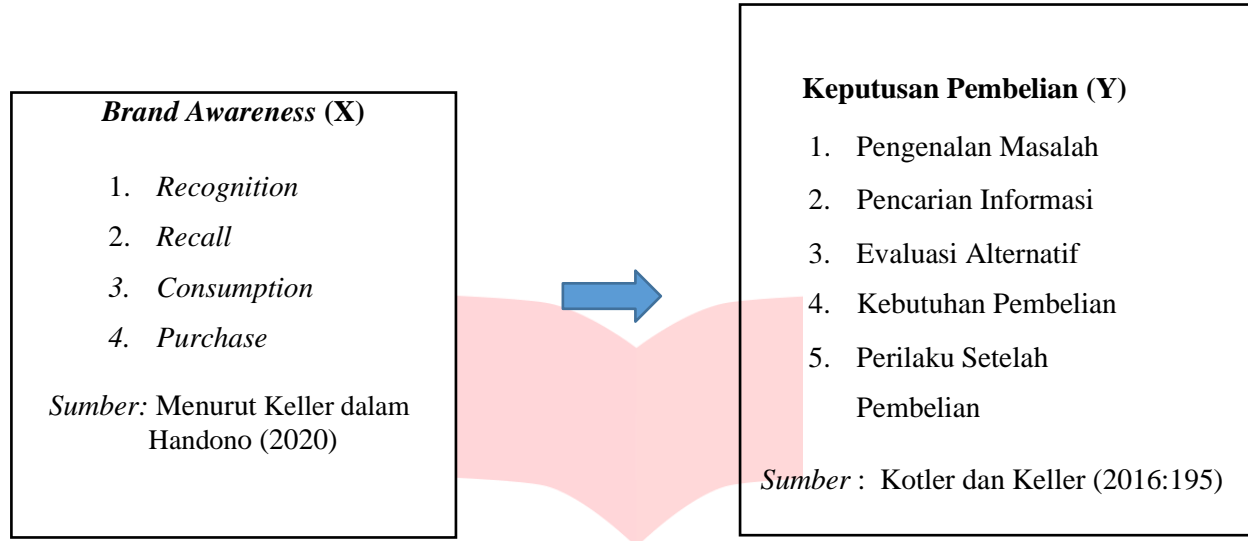 Brand Awareness (X)
1. Recognition
2. Recall
3. Consumption
4. Purchase
Sumber: Menurut Keller dalam
Handono (2020)
Keputusan Pembelian (Y)
1. Pengenalan Masalah
2. Pencarian Informasi
3. Evaluasi Alternatif
4. Kebutuhan Pembelian
5. Perilaku Setelah
Pembelian
Sumber : Kotler dan Keller (2016:195)